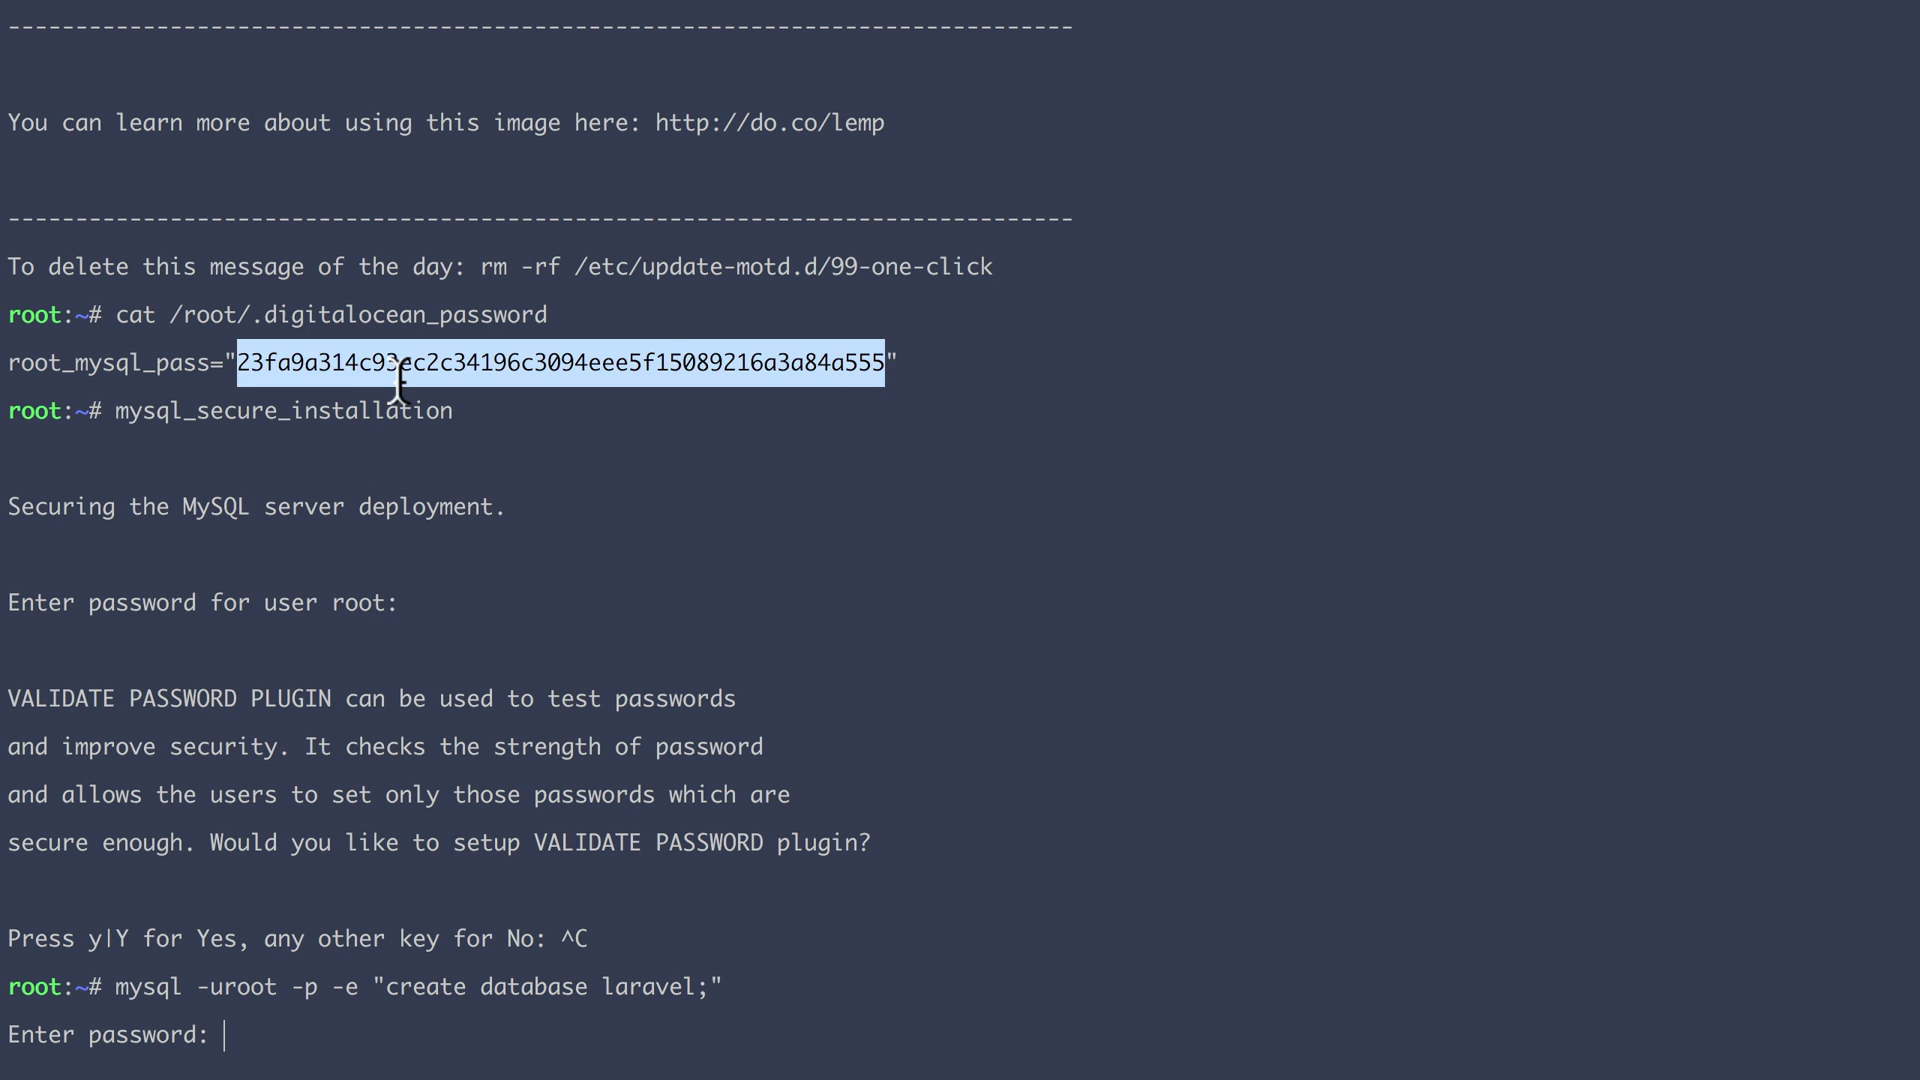 --------------------------------------------------------------------------------
You can learn more about using this image here: http://do.co/lemp
--------------------------------------------------------------------------------
To delete this message of the day: rm -rf /etc/update-motd.d/99-one-click
root:~# cat /root/.digitalocean_password
root_mysql_pass="23fa9a314c93ec2c34196c3094eee5f15089216a3a84a555"
root:~# mysql_secure_installation
Securing the MySQL server deployment.
Enter password for user root:
VALIDATE PASSWORD PLUGIN can be used to test passwords
and improve security. It checks the strength of password
and allows the users to set only those passwords which are
secure enough. Would you like to setup VALIDATE PASSWORD plugin?
Press y|Y for Yes, any other key for No: ^C
root:~# mysql -uroot -p -e "create database laravel;"
Enter password: